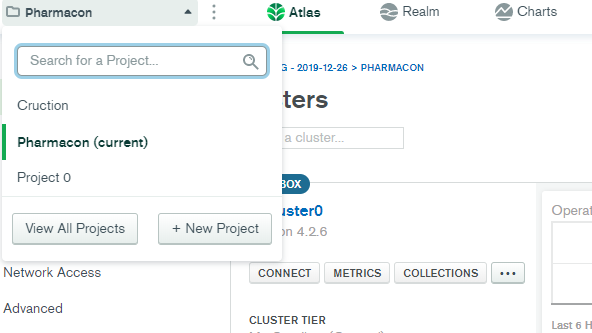 Pharmacon
Atlas
Realm
Charts
Search for a Project...
G - 2019-12-26 > PHARMACON
Cruction
ters
Pharmacon (current)
a cluster...
Project 0
BOX
uster0
Operat
View All Projects
+ New Project
on 4.2.6
Network Access
CONNECT
METRICS
COLLECTIONS
...
Advanced
CLUSTER TIER
Last 6 H